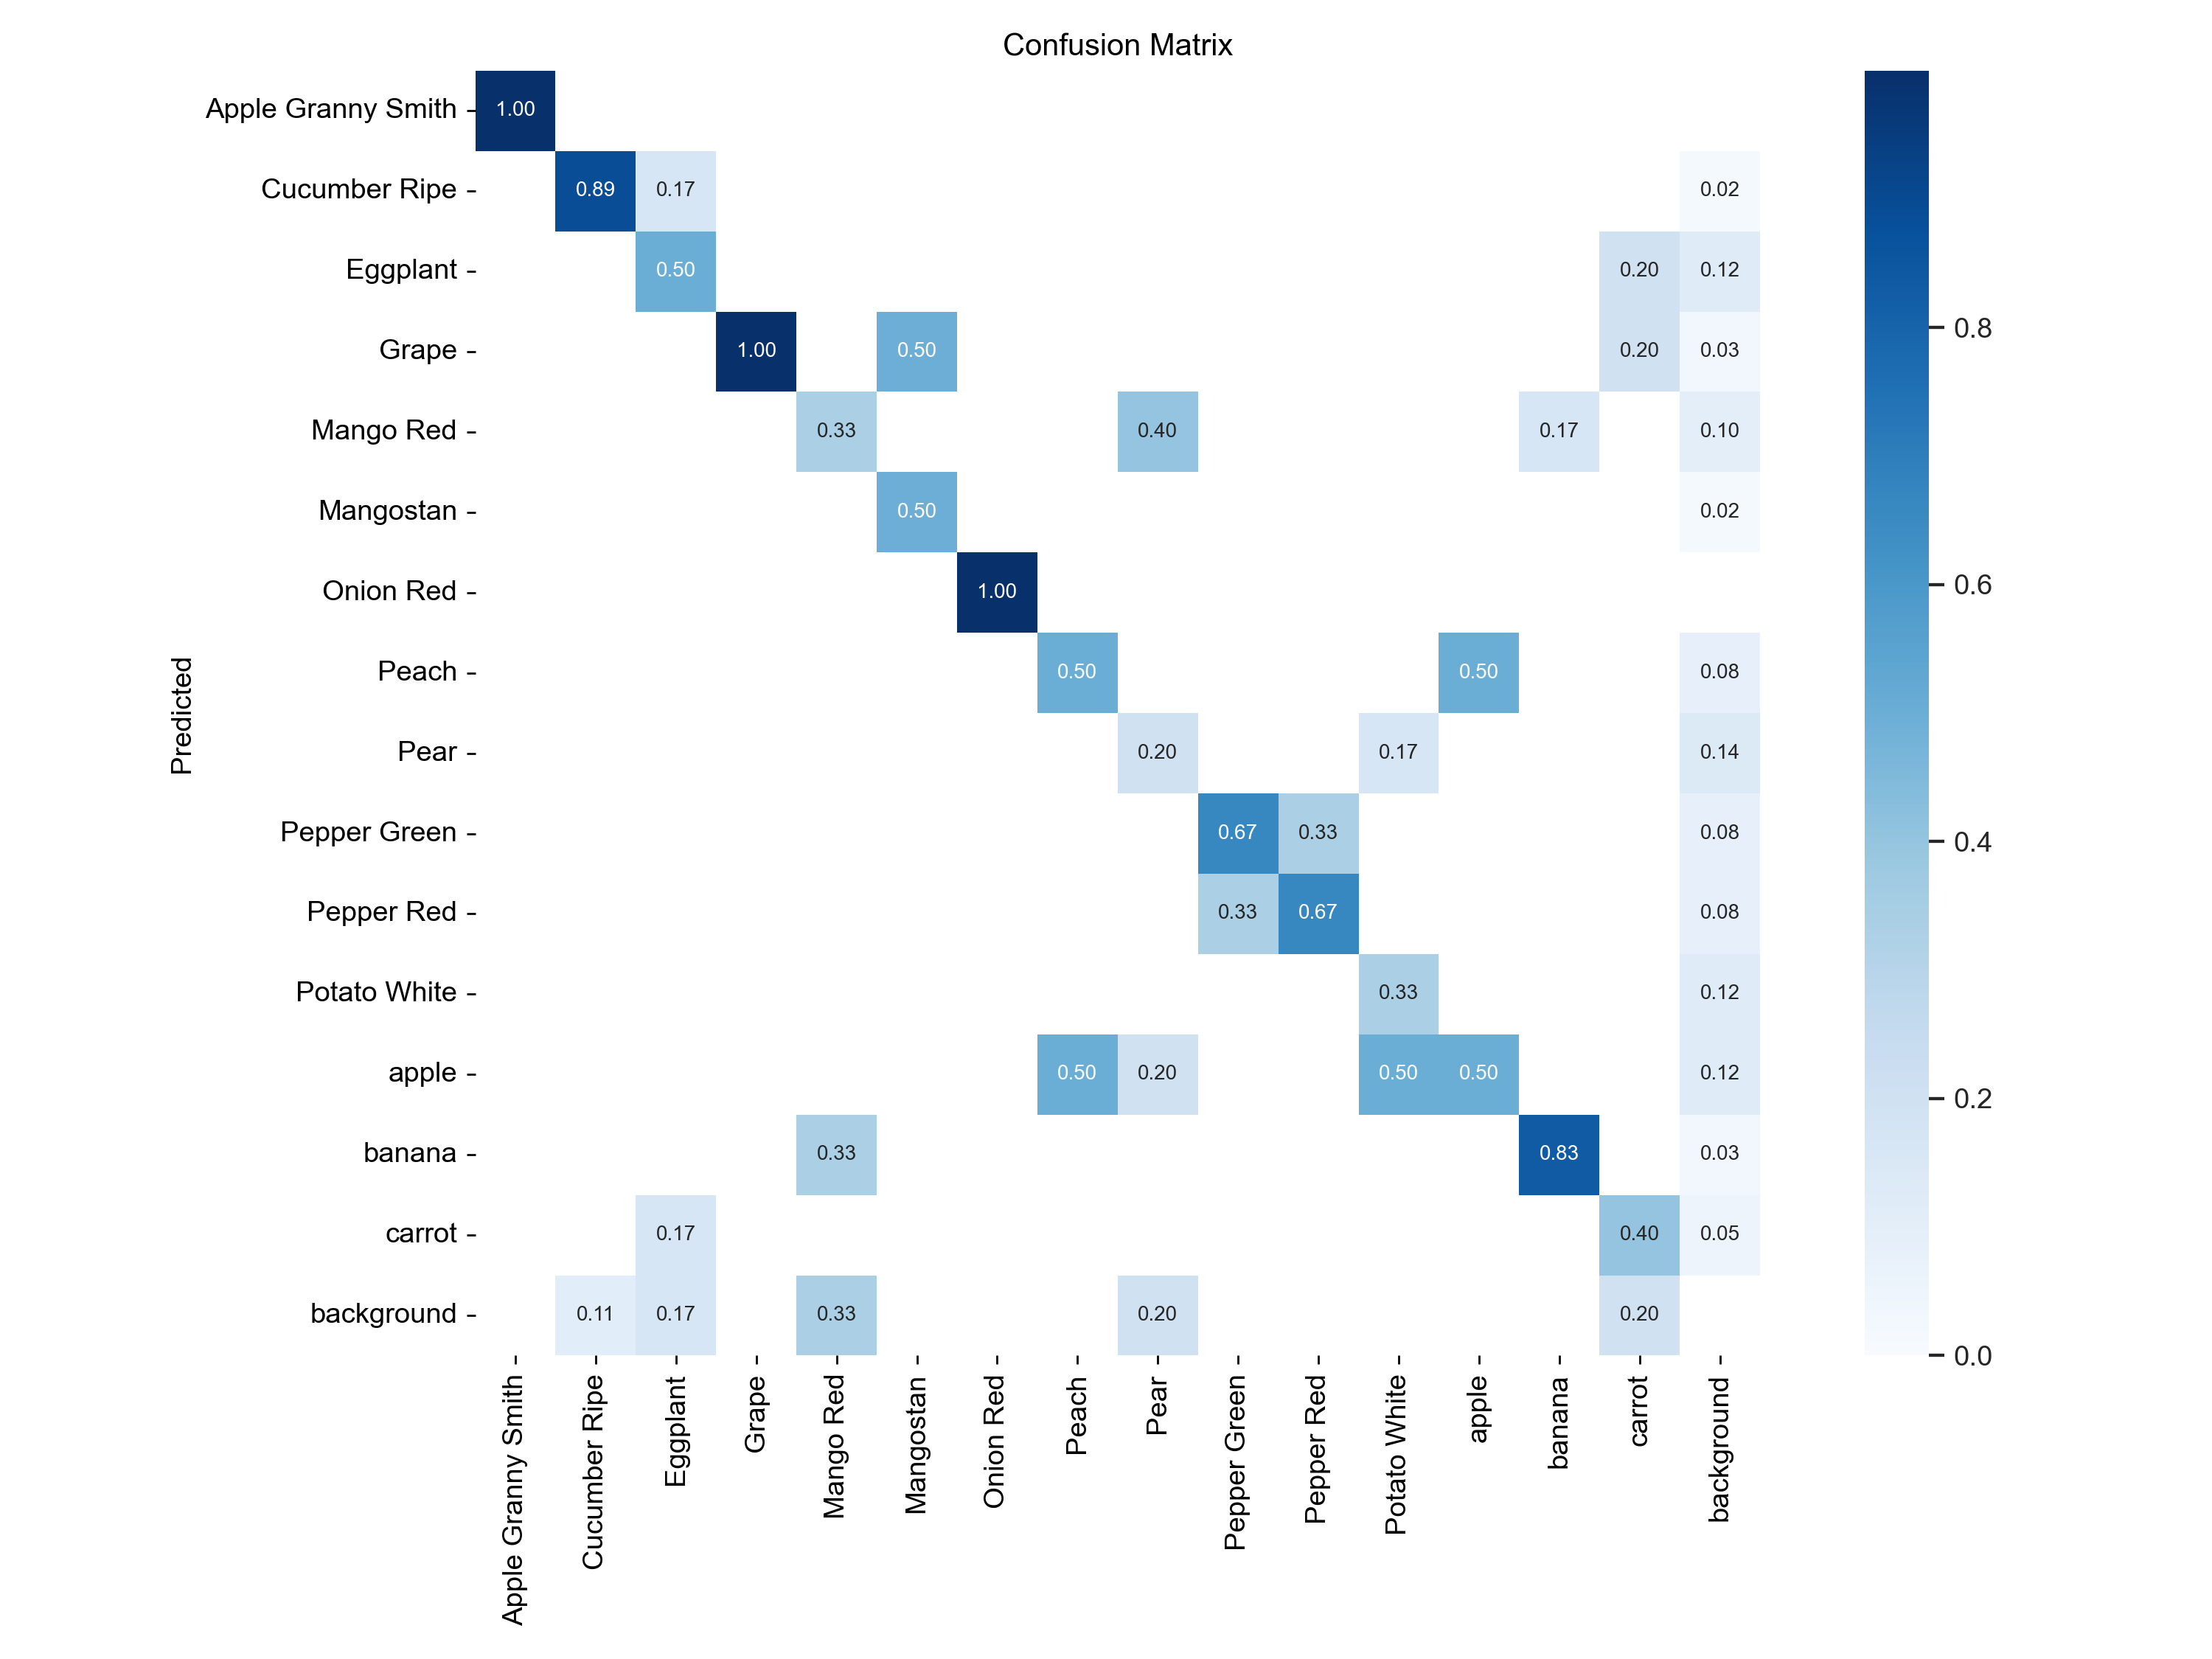 Confusion Matrix
Predicted
Apple Granny Smith 1.00
Cucumber Ripe 0.89 0.17 0.02
Eggplant 0.50 0.20 0.12
Grape 1.00 0.50 0.20 0.03
Mango Red 0.33 0.40 0.17 0.10
Mangostan 0.50 0.02
Onion Red 1.00
Peach 0.50 0.50 0.08
Pear 0.20 0.17 0.14
Pepper Green 0.67 0.33 0.08
Pepper Red 0.33 0.67 0.08
Potato White 0.33 0.12
apple 0.50 0.20 0.50 0.50 0.12
banana 0.33 0.83 0.03
carrot 0.17 0.40 0.05
background 0.11 0.17 0.33 0.20 0.20
Apple Granny Smith
Cucumber Ripe
Eggplant
Grape
Mango Red
Mangostan
Onion Red
Peach
Pear
Pepper Green
Pepper Red
Potato White
apple
banana
carrot
background
0.8
0.6
0.4
0.2
0.0